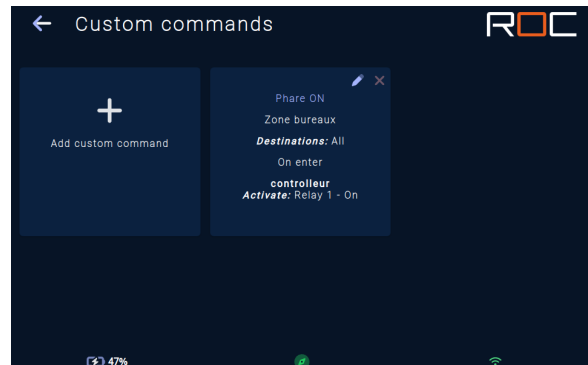 Custom commands
ROC
Add custom command
Phare ON
Zone bureaux
Destinations: All
On enter
controlleur
Activate: Relay 1 - On
47%